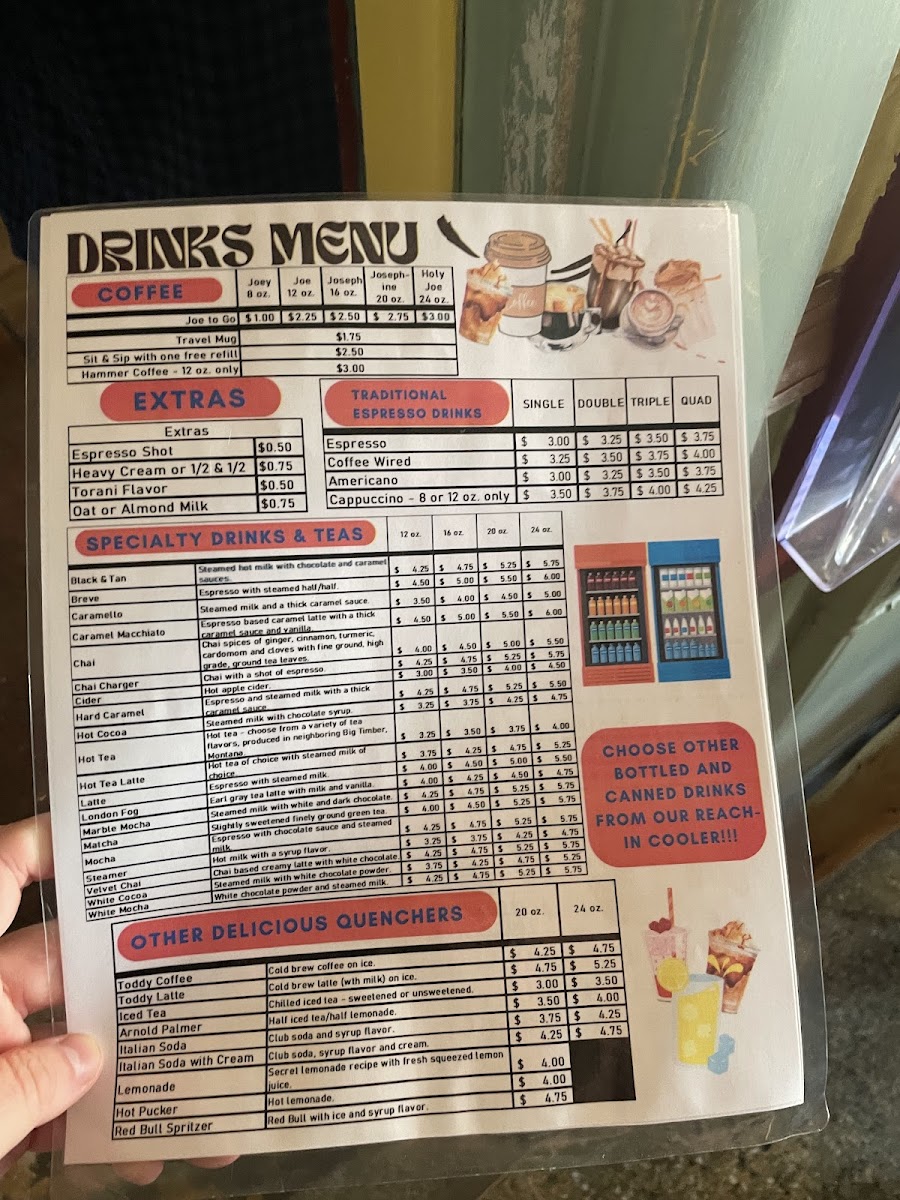 DRINKS MENU
COFFEE Joey 8 oz. Joe 12 oz. Joseph 16 oz. Joseph-ine 20 oz. Holy Joe 24 oz.
Joe to Go $1.00 $2.25 $2.50 $ 2.75 $3.00
Travel Mug $1.75
Sit & Sip with one free refill $2.50
Hammer Coffee - 12 oz. only $3.00
Coffee
EXTRAS
Extras
Espresso Shot $0.50
Heavy Cream or 1/2 & 1/2 $0.75
Torani Flavor $0.50
Oat or Almond Milk $0.75
TRADITIONAL ESPRESSO DRINKS SINGLE DOUBLE TRIPLE QUAD
Espresso $ 3.00 $ 3.25 $ 3.50 $ 3.75
Coffee Wired $ 3.25 $ 3.50 $ 3.75 $ 4.00
Americano $ 3.00 $ 3.25 $ 3.50 $ 3.75
Cappuccino - 8 or 12 oz. only $ 3.50 $ 3.75 $ 4.00 $ 4.25
SPECIALTY DRINKS & TEAS 12 oz. 16 oz. 20 oz. 24 oz.
Black & Tan Steamed hot milk with chocolate and caramel sauces. $ 4.25 $ 4.75 $ 5.25 $ 5.75
Breve Espresso with steamed half/half. $ 4.50 $ 5.00 $ 5.50 $ 6.00
Caramello Steamed milk and a thick caramel sauce. $ 3.50 $ 4.00 $ 4.50 $ 5.00
Caramel Macchiato Espresso based caramel latte with a thick caramel sauce and vanilla. $ 4.50 $ 5.00 $ 5.50 $ 6.00
Chai Chai spices of ginger, cinnamon, turmeric, cardomom and cloves with fine ground, high grade, ground tea leaves. $ 4.00 $ 4.50 $ 5.00 $ 5.50
Chai Charger Chai with a shot of espresso. $ 4.25 $ 4.75 $ 5.25 $ 5.75
Cider Hot apple cider. $ 3.00 $ 3.50 $ 4.00 $ 4.50
Hard Caramel Espresso and steamed milk with a thick caramel sauce. $ 4.25 $ 4.75 $ 5.25 $ 5.50
Hot Cocoa Steamed milk with chocolate syrup. $ 3.25 $ 3.75 $ 4.25 $ 4.75
Hot Tea Hot tea - choose from a variety of tea flavors, produced in neighboring Big Timber, Montana. $ 3.25 $ 3.50 $ 3.75 $ 4.00
Hot Tea Latte Hot tea of choice with steamed milk of choice. $ 3.75 $ 4.25 $ 4.75 $ 5.25
Latte Espresso with steamed milk. $ 4.00 $ 4.50 $ 5.00 $ 5.50
London Fog Earl gray tea latte with milk and vanilla. $ 4.00 $ 4.25 $ 4.50 $ 4.75
Marble Mocha Steamed milk with white and dark chocolate. $ 4.25 $ 4.75 $ 5.25 $ 5.75
Matcha Slightly sweetened finely ground green tea. $ 4.00 $ 4.50 $ 5.25 $ 5.75
Mocha Espresso with chocolate sauce and steamed milk. $ 4.25 $ 4.75 $ 5.25 $ 5.75
Steamer Hot milk with a syrup flavor. $ 3.25 $ 3.75 $ 4.25 $ 4.75
Velvet Chai Chai based creamy latte with white chocolate. $ 4.25 $ 4.75 $ 5.25 $ 5.75
White Cocoa Steamed milk with white chocolate powder. $ 3.75 $ 4.25 $ 4.75 $ 5.25
White Mocha White chocolate powder and steamed milk. $ 4.25 $ 4.75 $ 5.25 $ 5.75
CHOOSE OTHER
BOTTLED AND
CANNED DRINKS
FROM OUR REACH-
IN COOLER!!!
OTHER DELICIOUS QUENCHERS 20 oz. 24 oz.
Toddy Coffee Cold brew coffee on ice. $ 4.25 $ 4.75
Toddy Latte Cold brew latte (wth milk) on ice. $ 4.75 $ 5.25
Iced Tea Chilled iced tea - sweetened or unsweetened. $ 3.00 $ 3.50
Arnold Palmer Half iced tea/half lemonade. $ 3.50 $ 4.00
Italian Soda Club soda and syrup flavor. $ 3.75 $ 4.25
Italian Soda with Cream Club soda, syrup flavor and cream. $ 4.25 $ 4.75
Lemonade Secret lemonade recipe with fresh squeezed lemon juice. $ 4.00
Hot Pucker Hot lemonade. $ 4.00
Red Bull Spritzer Red Bull with ice and syrup flavor. $ 4.75